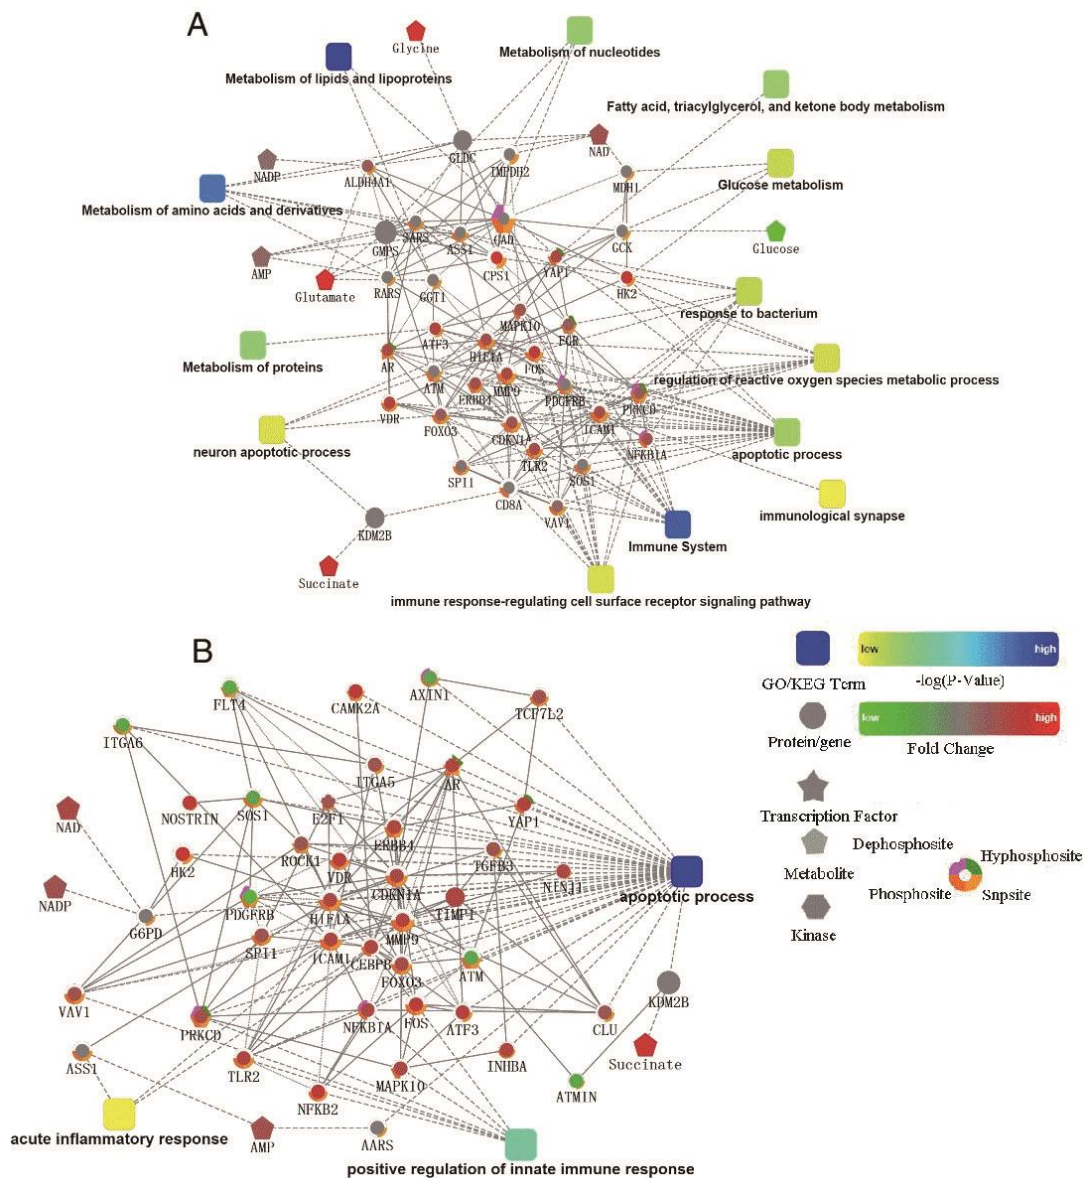 A
Glycine
Metabolism of nucleotides
Metabolism of lipids and lipoproteins
Fatty acid, triacylglycerol, and ketone body metabolism
GLDC
NAD
IMPDH2
NADP
ALDH4A1
MDH1
Glucose metabolism
Metabolism of amino acids and derivatives
SARS
CAD
GMPS
ASS1
GCK
Glucose
AMP
CPS1
YAP1
Glutamate
RARS
GGT1
HK2
response to bacterium
MAPK10
ATF3
EGR
HIF1A
Metabolism of proteins
AR
FOS
regulation of reactive oxygen species metabolic process
ATM
ERBB4
MMP9
PDGFRB
PRKCD
VDR
FOXO3
CDKN1A
ICAM1
neuron apoptotic process
TLR2
NFKB1A
apoptotic process
SPI1
SOS1
CD8A
VAV1
immunological synapse
KDM2B
Immune System
Succinate
immune response-regulating cell surface receptor signaling pathway
B
low
high
GO/KEG Term
-log(P-Value)
AXIN1
FLT4
CAMK2A
TCF7L2
low
high
Protein/gene
Fold Change
ITGA6
ITGA5
AR
NOSTRIN
SOS1
E2F1
YAP1
Transcription Factor
NAD
ERBB4
Dephosphosite
Hyphosphosite
HK2
ROCK1
VDR
TGFB3
Metabolite
NADP
CDKN1A
NINJ1
apoptotic process
Phosphosite
Snpsite
PDGFRB
HIF1A
TIMP1
G6PD
MMP9
Kinase
SPI1
ICAM1
CEBPB
FOXO3
ATM
KDM2B
VAV1
PRKCD
NFKB1A
FOS
ATF3
CLU
Succinate
ASS1
TLR2
INHBA
MAPK10
ATMIN
NFKB2
acute inflammatory response
AMP
AARS
positive regulation of innate immune response